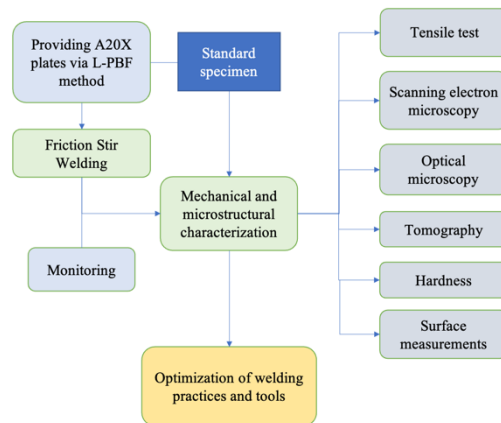 Providing A20X
plates via L-PBF
method
Standard
specimen
Tensile test
Scanning electron
microscopy
Friction Stir
Welding
Optical
microscopy
Mechanical and
microstructural
characterization
Tomography
Monitoring
Hardness
Surface
measurements
Optimization of welding
practices and tools